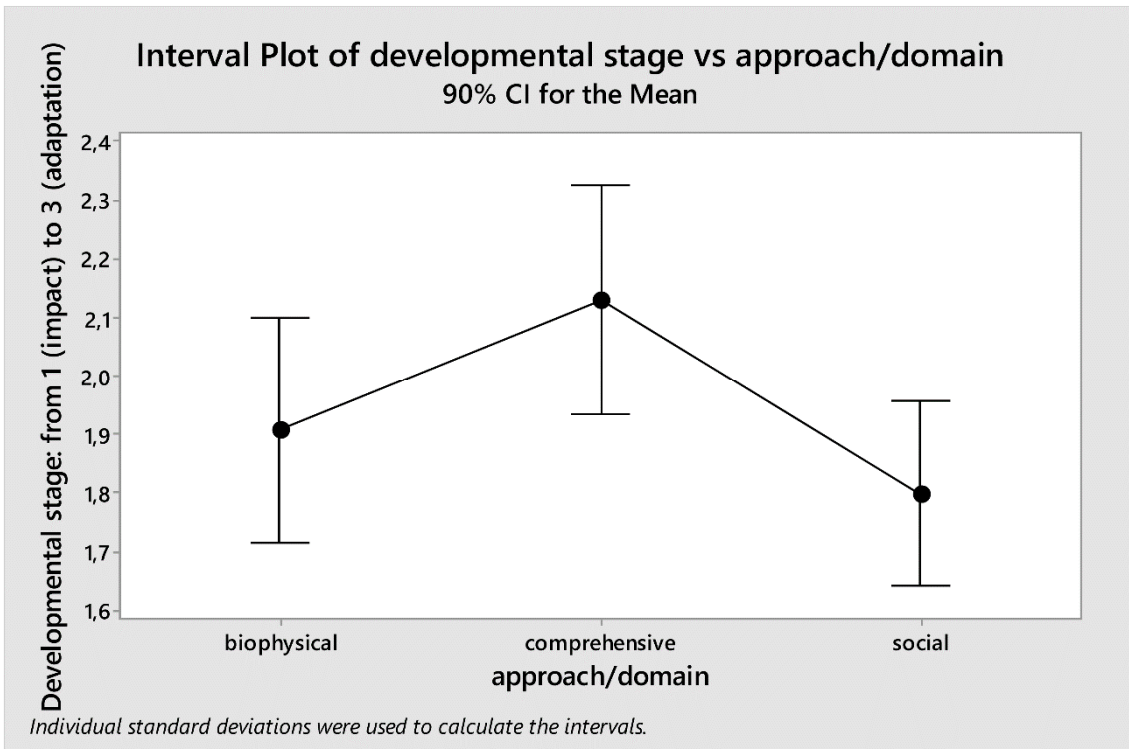 Interval Plot of developmental stage vs approach/domain
90% CI for the Mean
Developmental stage: from 1 (impact) to 3 (adaptation)
2,4
2,3
2,2
2,1
2,0
1,9
1,8
1,7
1,6
biophysical comprehensive social
approach/domain
Individual standard deviations were used to calculate the intervals.